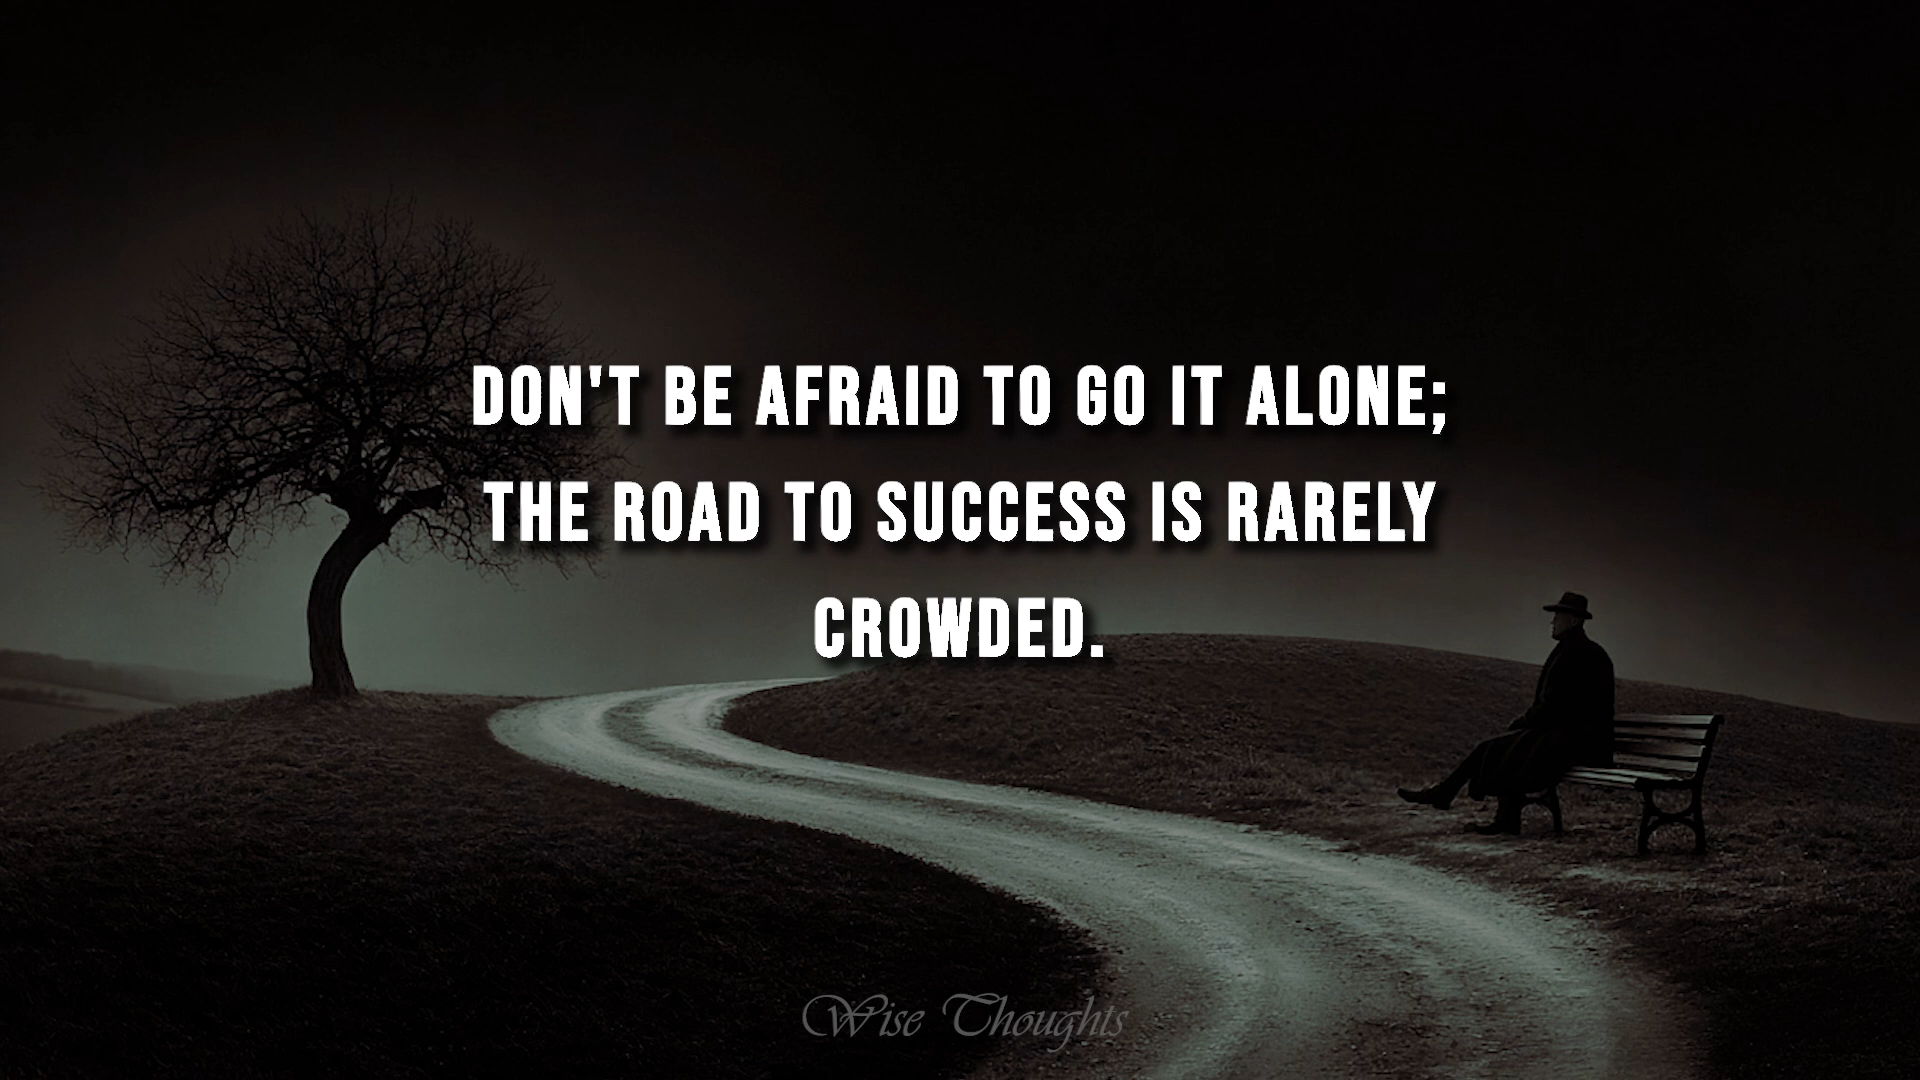 DON'T BE AFRAID TO GO IT ALONE;
THE ROAD TO SUCCESS IS RARELY
CROWDED.
Wise Thoughts